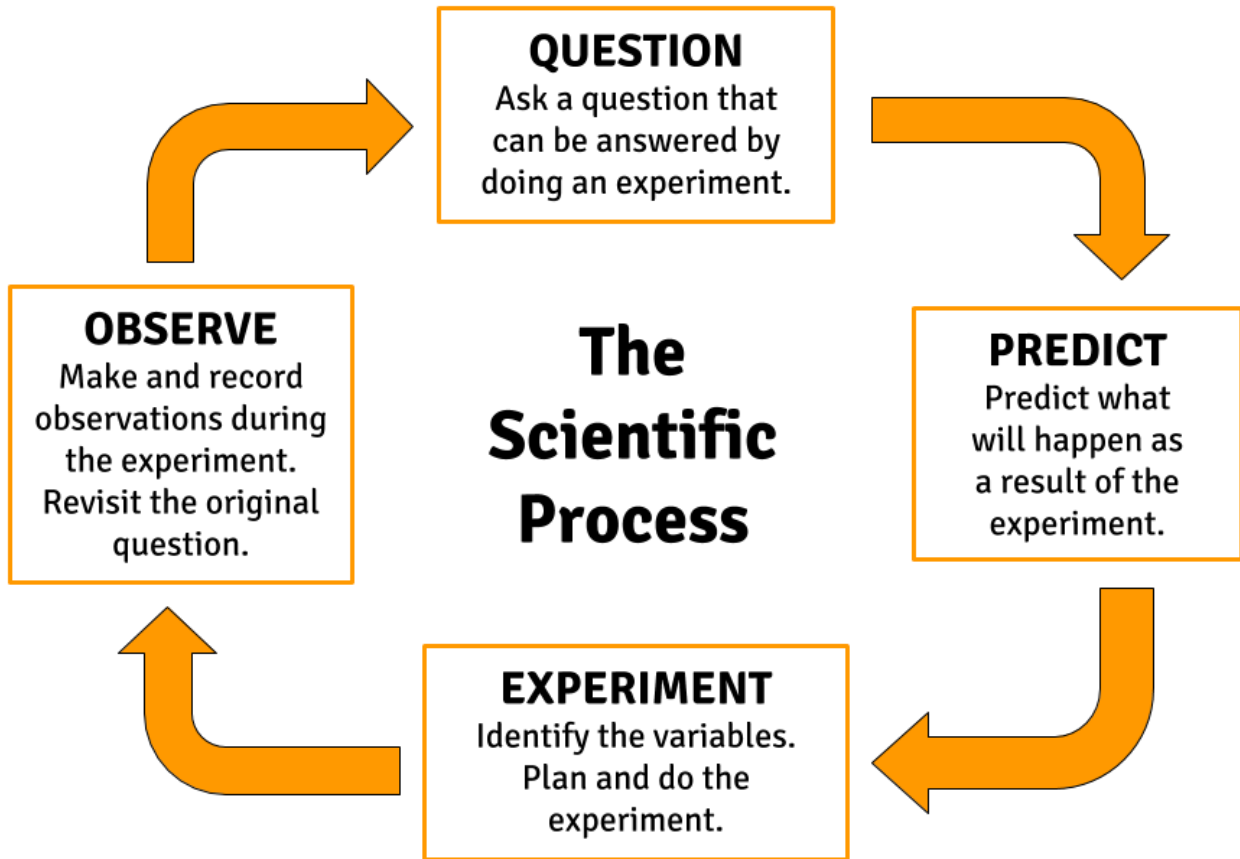 QUESTION
Ask a question that
can be answered by
doing an experiment.
PREDICT
Predict what
will happen as
a result of the
experiment.
EXPERIMENT
Identify the variables.
Plan and do the
experiment.
OBSERVE
Make and record
observations during
the experiment.
Revisit the original
question.
The
Scientific
Process